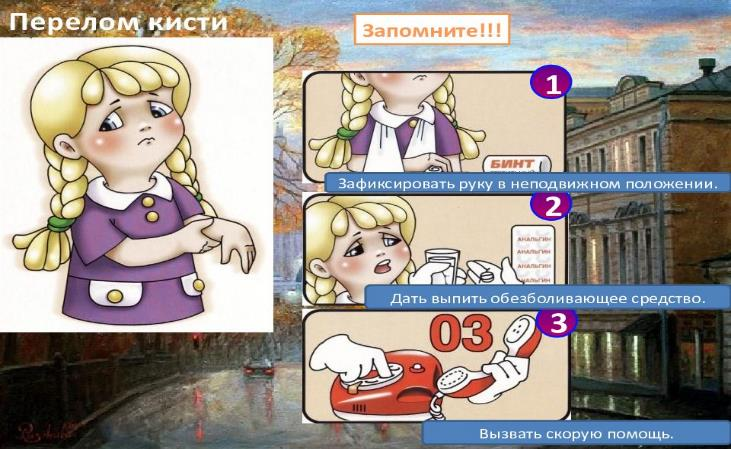 Перелом кисти
Запомните!!!
1
БИНТ
Зафиксировать руку в неподвижном положении.
2
АНАЛЬГИН
АНАЛЬГИН
АНАЛЬГИН
АНАЛЬГИН
Дать выпить обезболивающее средство.
03
3
Вызвать скорую помощь.